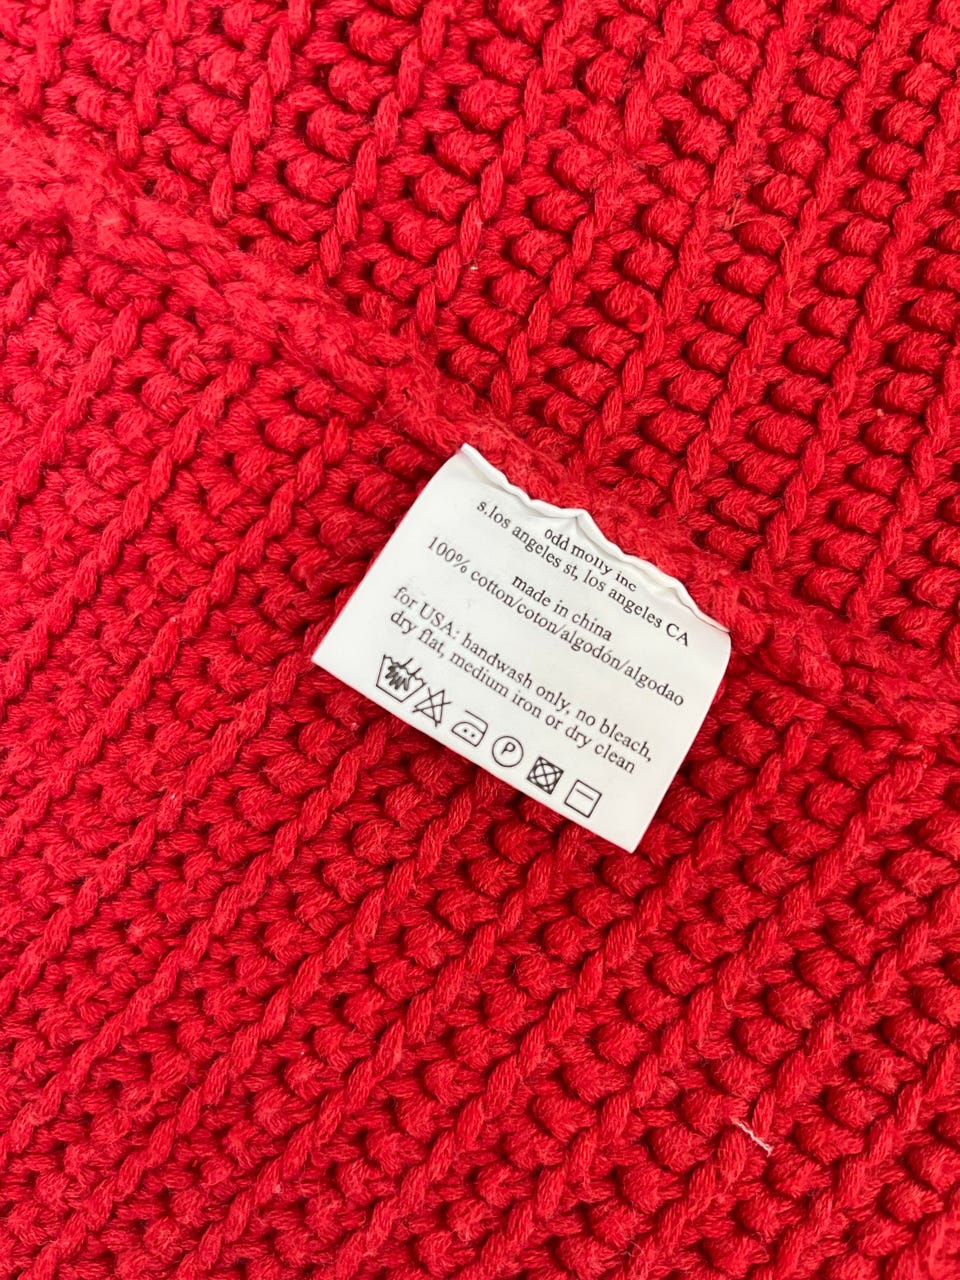 odd molly inc
s.los angeles st, los angeles CA
made in china
100% cotton/coton/algodón/algodao
for USA: handwash only, no bleach,
dry flat, medium iron or dry clean
P